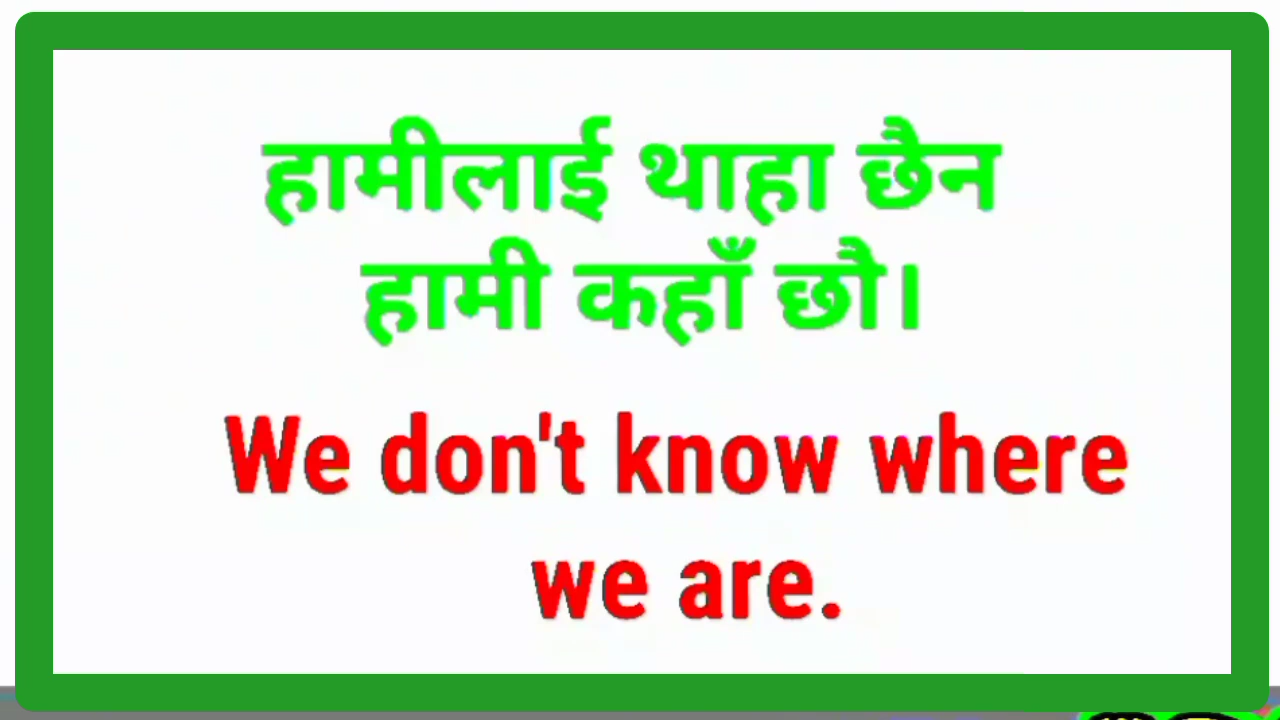 हामीलाई थाहा छैन
हामी कहाँ छौ।
We don't know where
we are.